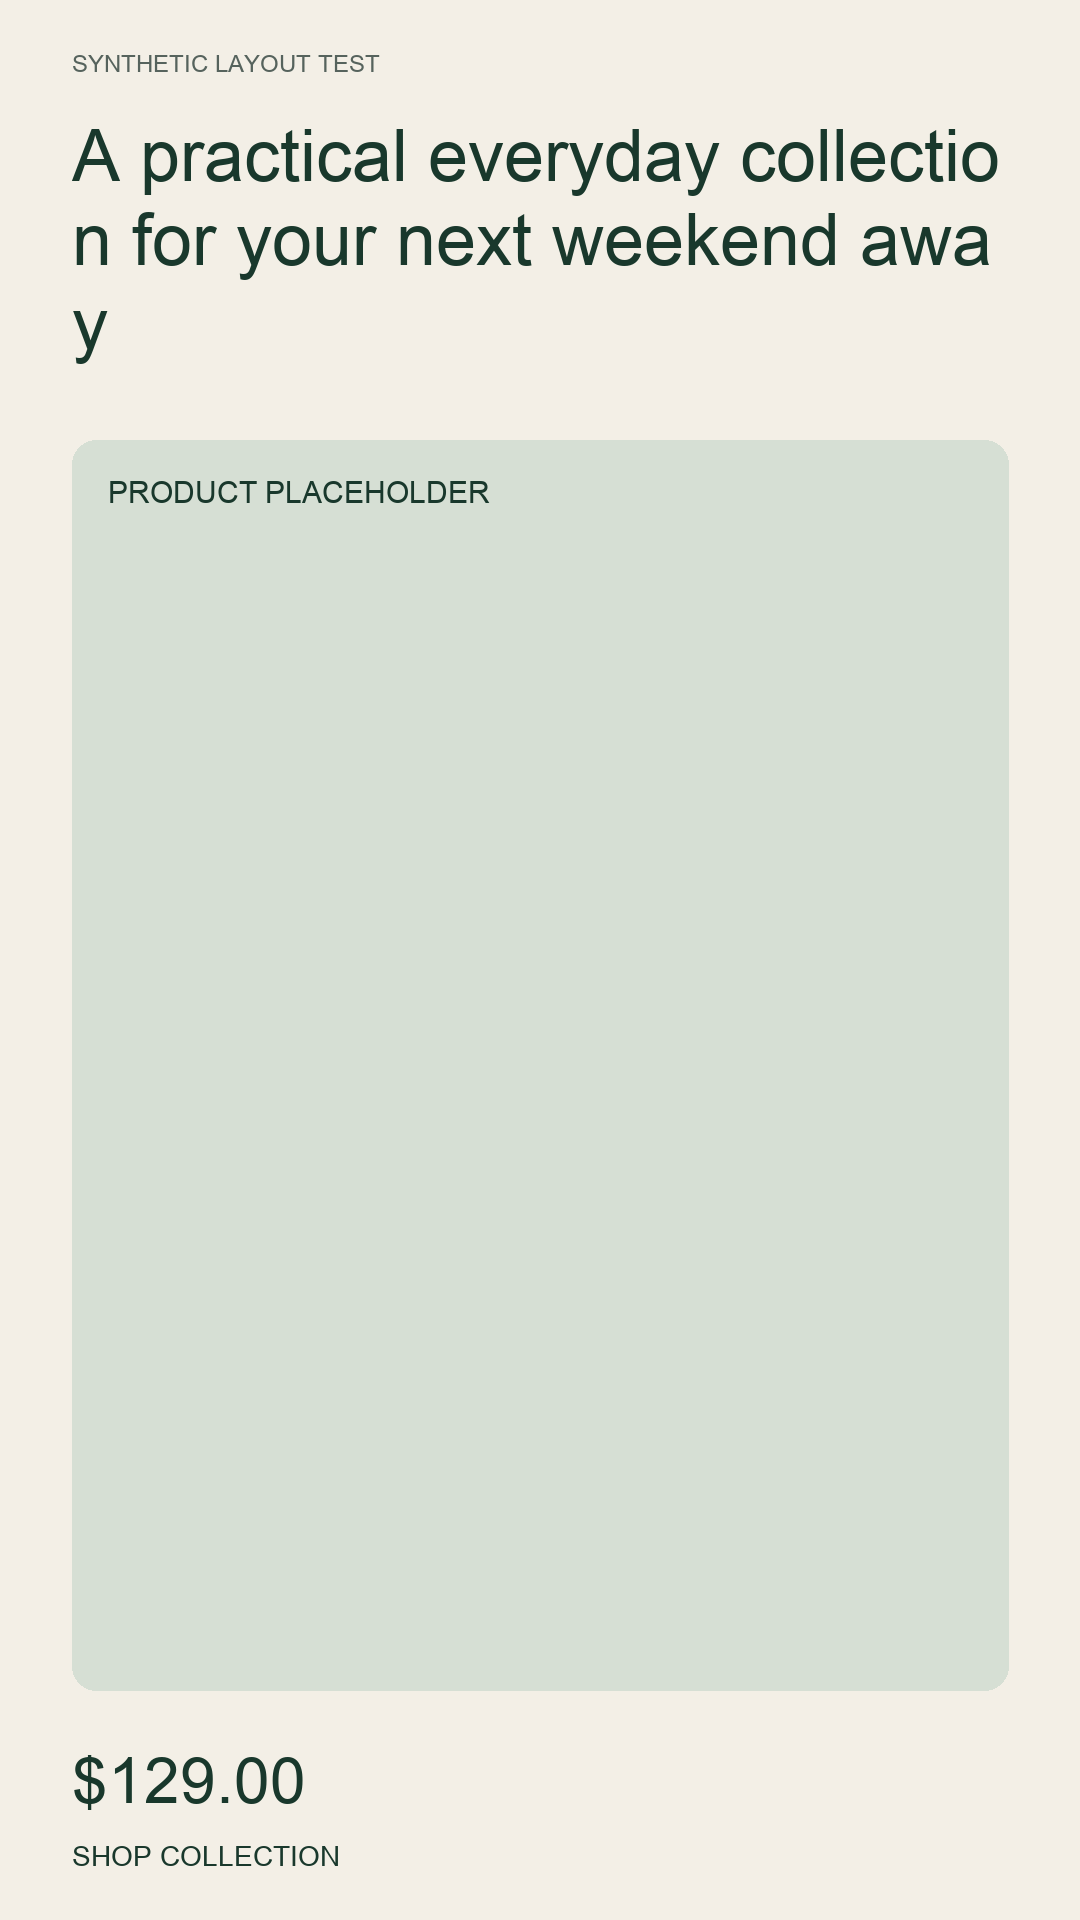 SYNTHETIC LAYOUT TEST
A practical everyday collectio
n for your next weekend awa
y
PRODUCT PLACEHOLDER
$129.00
SHOP COLLECTION